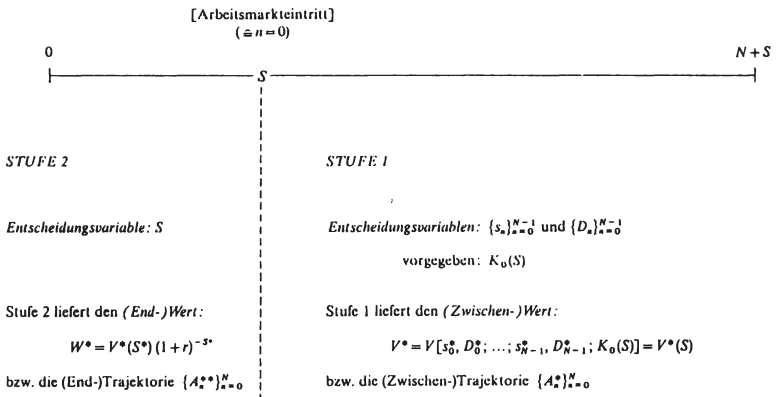 [Arbeitsmarkteintritt]
(≙ n = 0)
0
N + S
S
STUFE 2
Entscheidungsvariable: S
Stufe 2 liefert den (End-)Wert:
W* = V*(S*) (1 + r)^{-S*}
bzw. die (End-)Trajektorie {A_n**}_{n=0}^N
STUFE 1
Entscheidungsvariablen: {s_n}_{n=0}^{N-1} und {D_n}_{n=0}^{N-1}
vorgegeben: K_0(S)
Stufe 1 liefert den (Zwischen-)Wert:
V* = V[s_0*, D_0*; ...; s_{N-1}*, D_{N-1}*; K_0(S)] = V*(S)
bzw. die (Zwischen-)Trajektorie {A_n*}_{n=0}^N